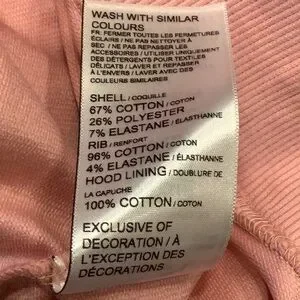 WASH WITH SIMILAR
COLOURS
FR: FERMER TOUTES LES FERMETURES
ÉCLAIRS / NE PAS NETTOYER À
SEC / NE PAS REPASSER LES
ACCESSOIRES / UTILISER UNIQUEMENT
DES DÉTERGENTS POUR TEXTILES
DÉLICATS / LAVER ET REPASSER
À L'ENVERS / LAVER AVEC DES
COULEURS SIMILAIRES
SHELL / COQUILLE
67% COTTON / COTON
26% POLYESTER
7% ELASTANE / ÉLASTHANNE
RIB / RENFORT
96% COTTON / COTON
4% ELASTANE / ÉLASTHANNE
HOOD LINING / DOUBLURE DE
LA CAPUCHE
100% COTTON / COTON
EXCLUSIVE OF
DECORATION / À
L'EXCEPTION DES
DÉCORATIONS